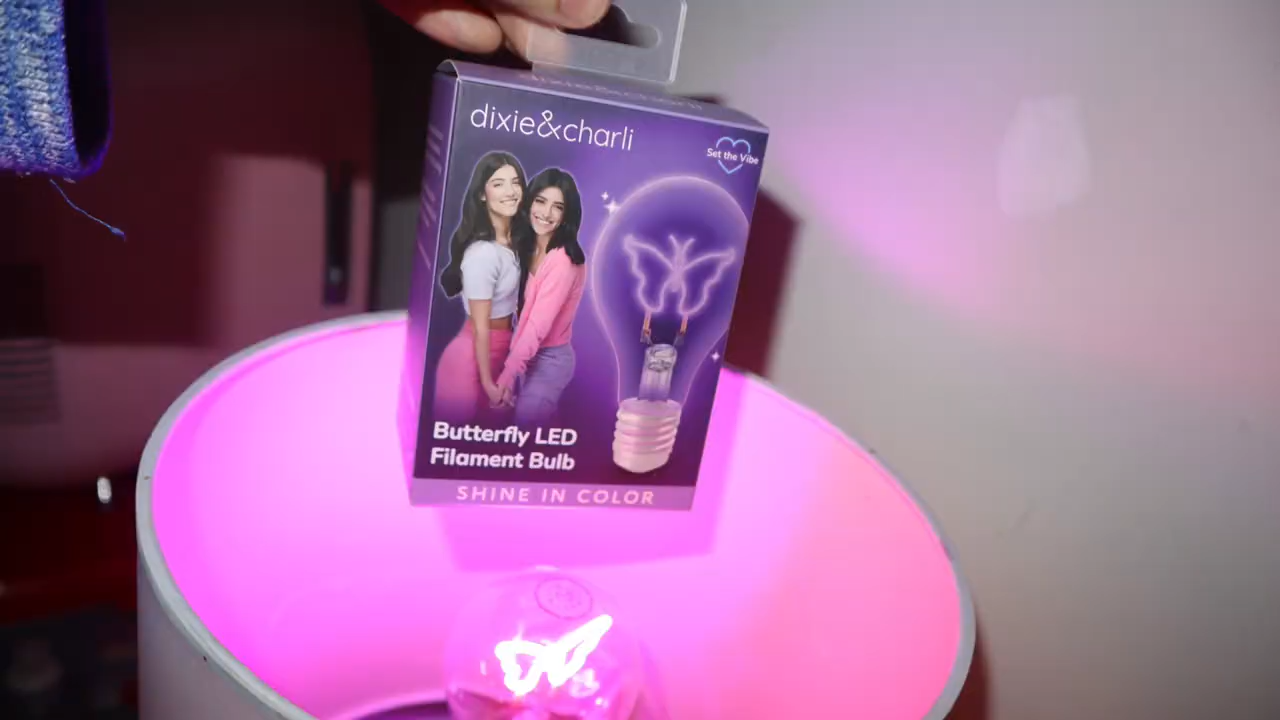 dixie&charli
Set the Vibe
Butterfly LED
Filament Bulb
SHINE IN COLOR